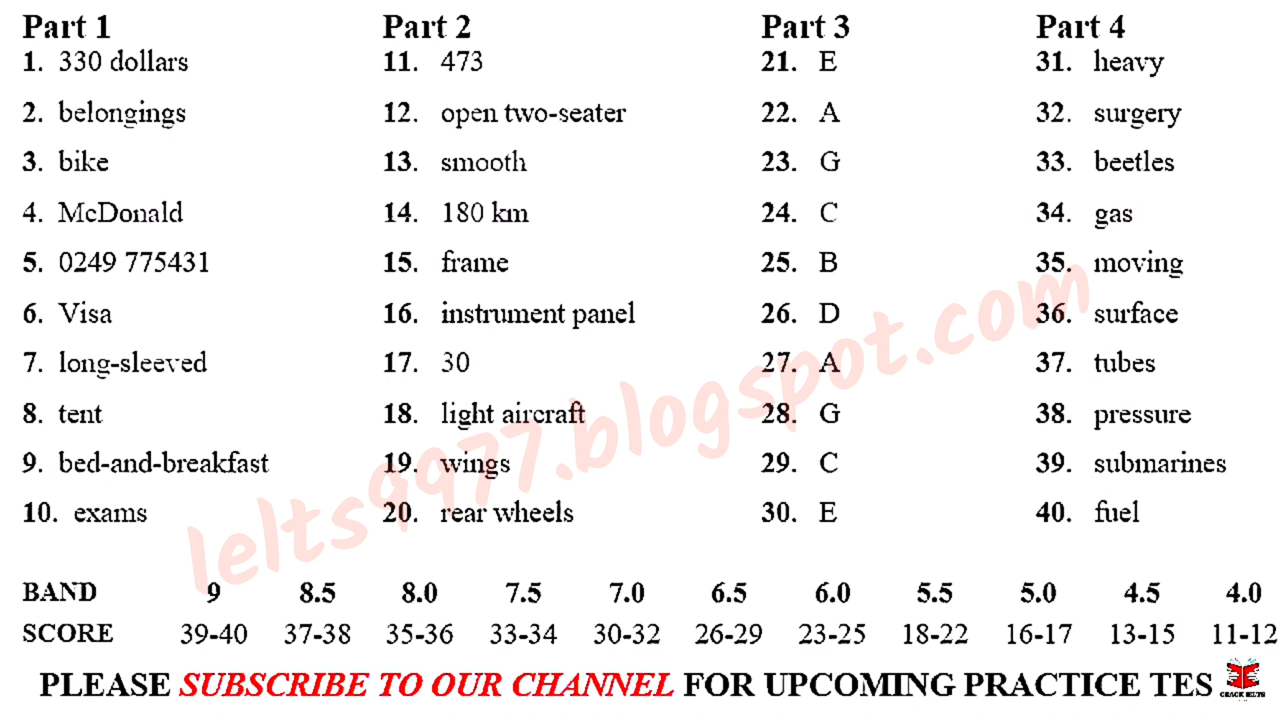 Part 1
1. 330 dollars
2. belongings
3. bike
4. McDonald
5. 0249 775431
6. Visa
7. long-sleeved
8. tent
9. bed-and-breakfast
10. exams
Part 2
11. 473
12. open two-seater
13. smooth
14. 180 km
15. frame
16. instrument panel
17. 30
18. light aircraft
19. wings
20. rear wheels
Part 3
21. E
22. A
23. G
24. C
25. B
26. D
27. A
28. G
29. C
30. E
Part 4
31. heavy
32. surgery
33. beetles
34. gas
35. moving
36. surface
37. tubes
38. pressure
39. submarines
40. fuel
Ielts9977.blogspot.com
BAND 9 8.5 8.0 7.5 7.0 6.5 6.0 5.5 5.0 4.5 4.0
SCORE 39-40 37-38 35-36 33-34 30-32 26-29 23-25 18-22 16-17 13-15 11-12
PLEASE SUBSCRIBE TO OUR CHANNEL FOR UPCOMING PRACTICE TES
CRACK IELTS